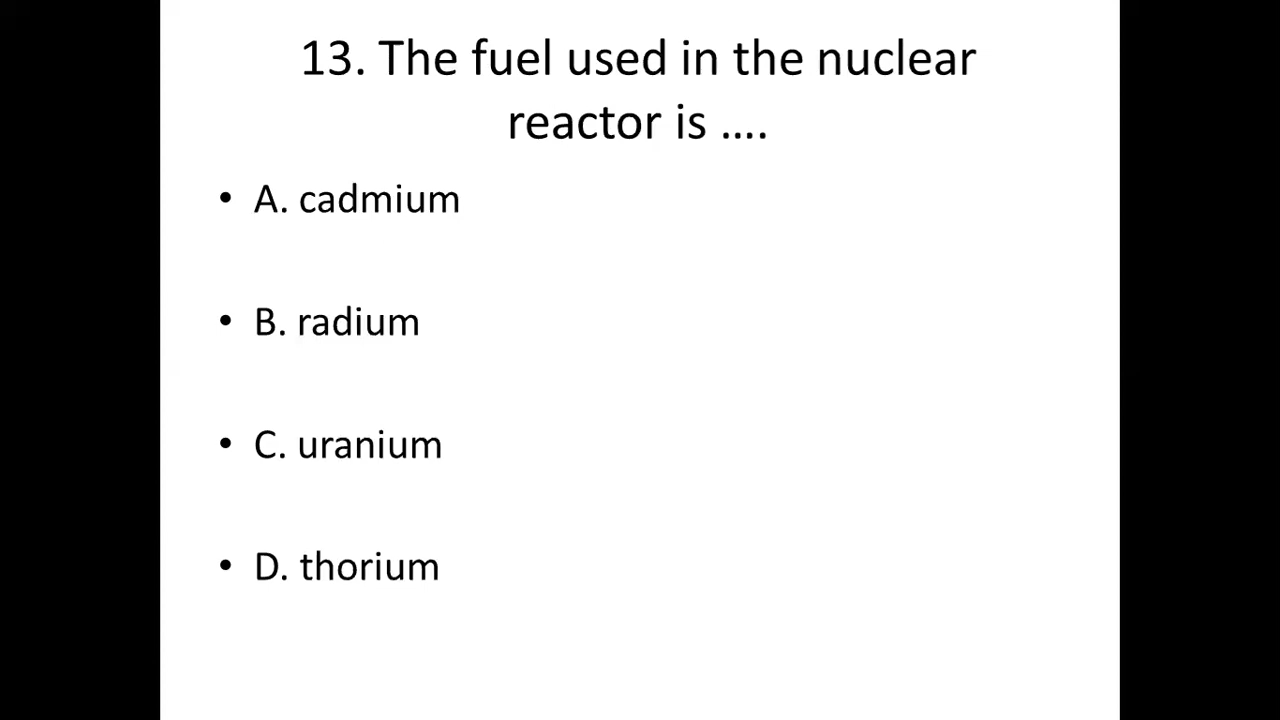 13. The fuel used in the nuclear
reactor is ....
• A. cadmium
• B. radium
• C. uranium
• D. thorium